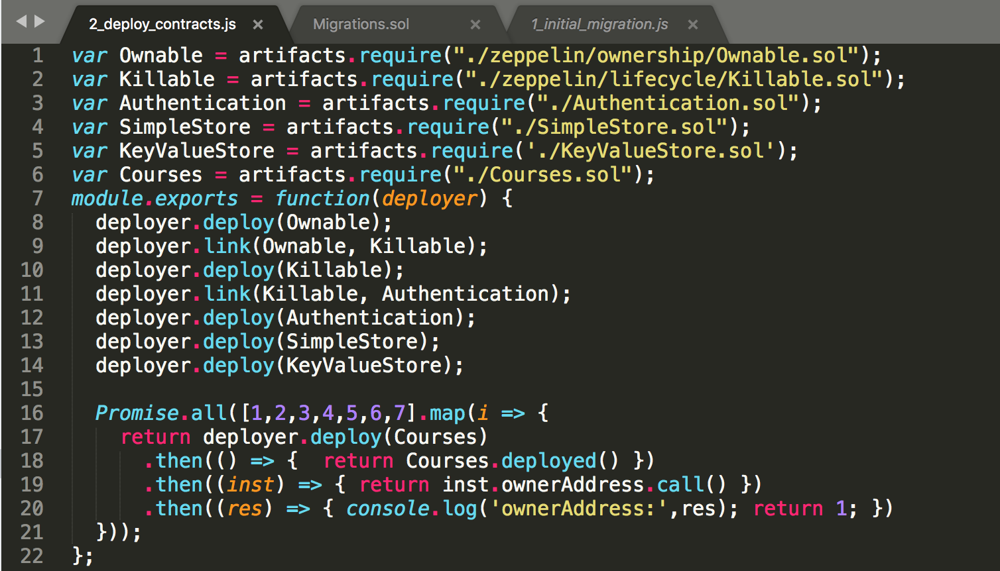 2_deploy_contracts.js × Migrations.sol × 1_initial_migration.js ×
1 var Ownable = artifacts.require("./zeppelin/ownership/Ownable.sol");
2 var Killable = artifacts.require("./zeppelin/lifecycle/Killable.sol");
3 var Authentication = artifacts.require("./Authentication.sol");
4 var SimpleStore = artifacts.require("./SimpleStore.sol");
5 var KeyValueStore = artifacts.require('./KeyValueStore.sol');
6 var Courses = artifacts.require("./Courses.sol");
7 module.exports = function(deployer) {
8   deployer.deploy(Ownable);
9   deployer.link(Ownable, Killable);
10   deployer.deploy(Killable);
11   deployer.link(Killable, Authentication);
12   deployer.deploy(Authentication);
13   deployer.deploy(SimpleStore);
14   deployer.deploy(KeyValueStore);
15
16   Promise.all([1,2,3,4,5,6,7].map(i => {
17     return deployer.deploy(Courses)
18       .then(() => {  return Courses.deployed() })
19       .then((inst) => { return inst.ownerAddress.call() })
20       .then((res) => { console.log('ownerAddress:',res); return 1; })
21   }));
22 };